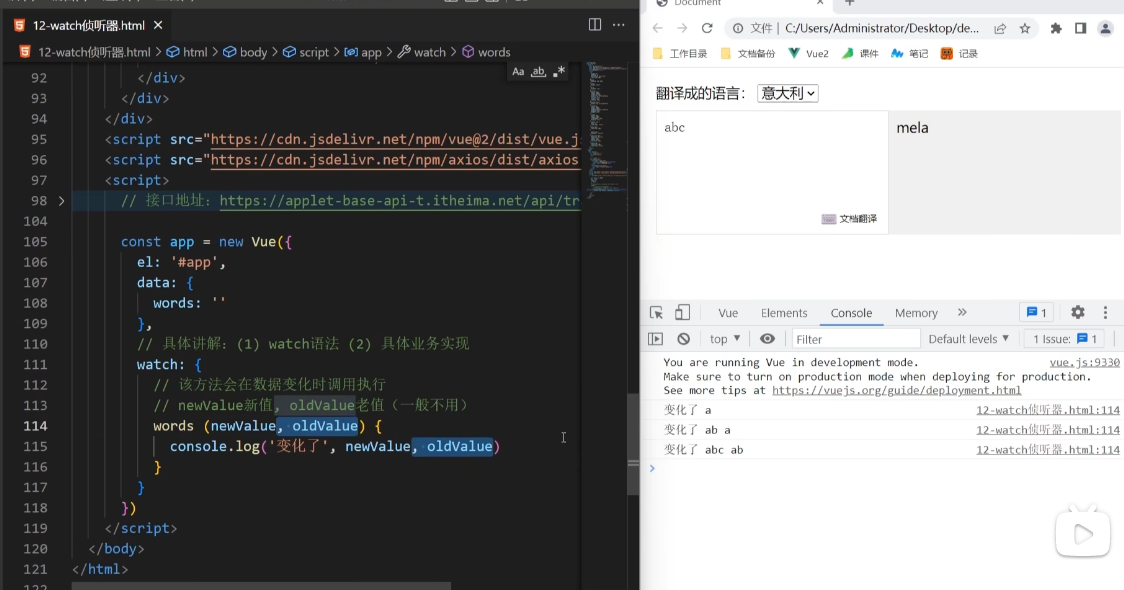 12-watch侦听器.html
12-watch侦听器.html > html > body > script > app > watch > words
Aa ab .*
92 </div>
93 </div>
94 </div>
95 <script src="https://cdn.jsdelivr.net/npm/vue@2/dist/vue.j
96 <script src="https://cdn.jsdelivr.net/npm/axios/dist/axios
97 <script>
98 // 接口地址：https://applet-base-api-t.itheima.net/api/tr
104
105 const app = new Vue({
106 el: '#app',
107 data: {
108 words: ''
109 },
110 // 具体讲解：(1) watch语法 (2) 具体业务实现
111 watch: {
112 // 该方法会在数据变化时调用执行
113 // newValue新值, oldValue老值（一般不用）
114 words (newValue, oldValue) {
115 console.log('变化了', newValue, oldValue)
116 }
117 }
118 })
119 </script>
120 </body>
121 </html>
122
Document
文件 | C:/Users/Administrator/Desktop/de...
工作目录 文档备份 Vue2 课件 笔记 记录
翻译成的语言： 意大利
abc
mela
文档翻译
Vue Elements Console Memory 1
top Filter Default levels 1 Issue: 1
You are running Vue in development mode. vue.js:9330
Make sure to turn on production mode when deploying for production.
See more tips at https://vuejs.org/guide/deployment.html
变化了 a 12-watch侦听器.html:114
变化了 ab a 12-watch侦听器.html:114
变化了 abc ab 12-watch侦听器.html:114